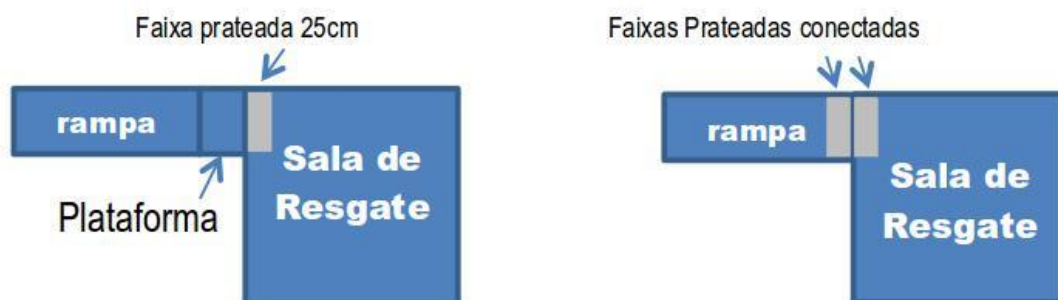 Faixa prateada 25cm
rampa
Sala de
Resgate
Plataforma
Faixas Prateadas conectadas
rampa
Sala de
Resgate